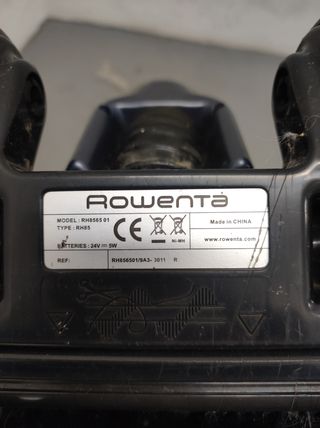 Rowenta
MODEL : RH8565 01
TYPE : RH85
CE
Ni-MH
Made in CHINA
www.rowenta.com
BATTERIES : 24V ⎓ 5W
REF: RH856501/9A3- 3011 R